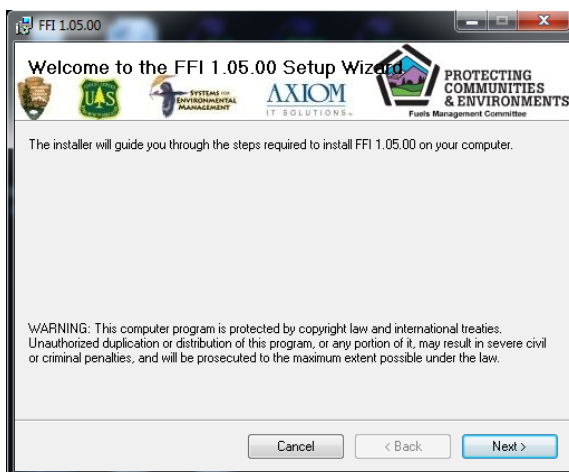 FFI 1.05.00
Welcome to the FFI 1.05.00 Setup Wizard
UAS
SYSTEMS FOR
ENVIRONMENTAL
MANAGEMENT
AXIOM
IT SOLUTIONS
PROTECTING
COMMUNITIES
& ENVIRONMENTS
Fuels Management Committee
The installer will guide you through the steps required to install FFI 1.05.00 on your computer.
WARNING: This computer program is protected by copyright law and international treaties.
Unauthorized duplication or distribution of this program, or any portion of it, may result in severe civil
or criminal penalties, and will be prosecuted to the maximum extent possible under the law.
Cancel
< Back
Next >